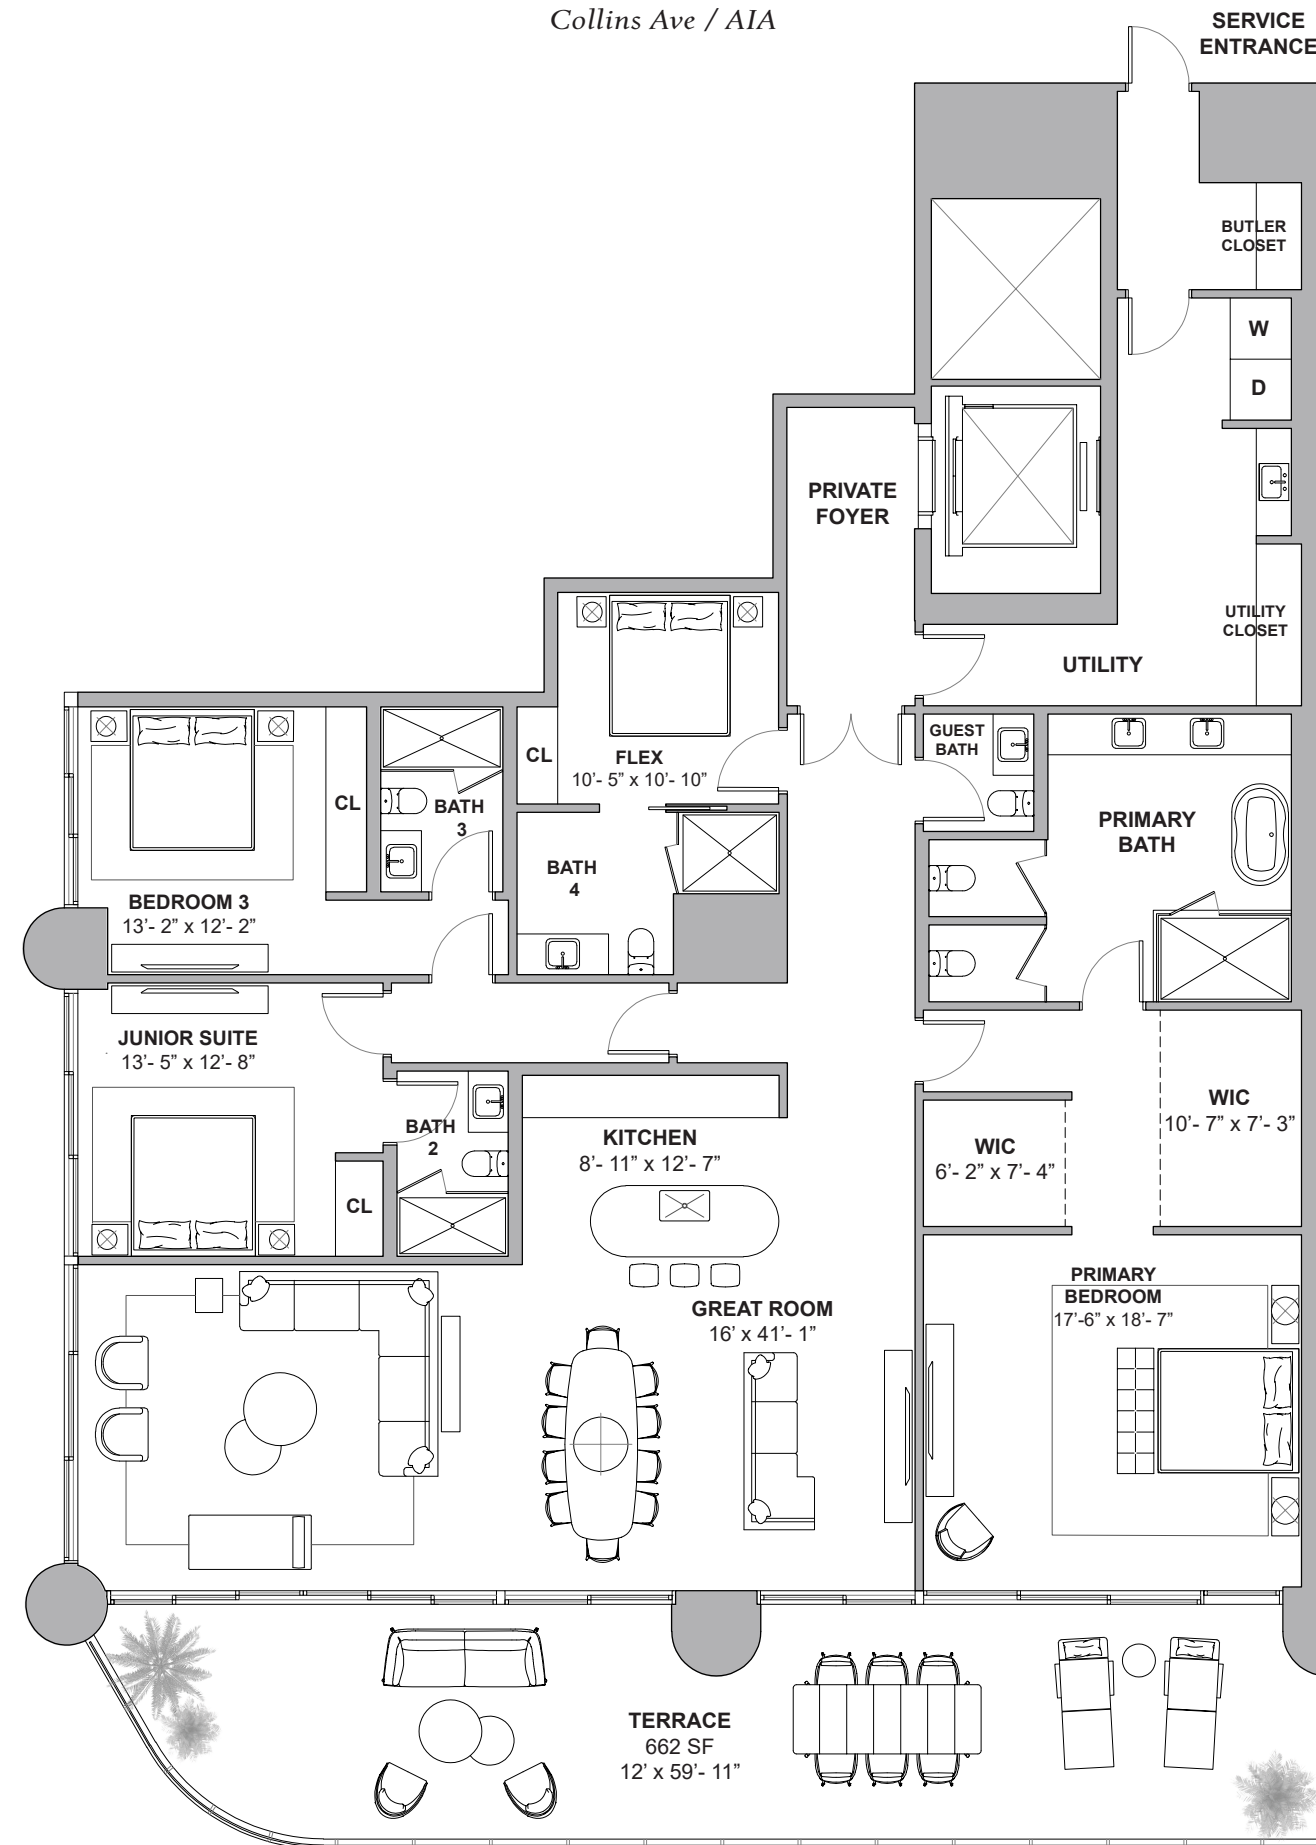 Collins Ave / AIA
SERVICE
ENTRANCE
BUTLER
CLOSET
W
D
PRIVATE
FOYER
UTILITY
CLOSET
UTILITY
GUEST
BATH
FLEX
10’- 5” x 10’- 10”
CL
CL
BATH
3
PRIMARY
BATH
BATH
4
BEDROOM 3
13’- 2” x 12’- 2”
JUNIOR SUITE
13’- 5” x 12’- 8”
WIC
10’- 7” x 7’- 3”
BATH
2
KITCHEN
8’- 11” x 12’- 7”
WIC
6’- 2” x 7’- 4”
CL
PRIMARY
BEDROOM
17’-6” x 18’- 7”
GREAT ROOM
16’ x 41’- 1”
TERRACE
662 SF
12’ x 59’- 11”